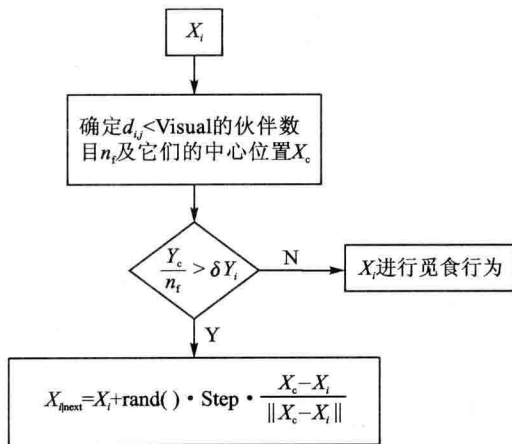 X_i
确定d_{i,j}<Visual的伙伴数
目n_f及它们的中心位置X_c
Y_c/n_f > δY_i
N
X_i进行觅食行为
Y
X_{i|next}=X_i+rand( )·Step·(X_c−X_i)/‖X_c−X_i‖